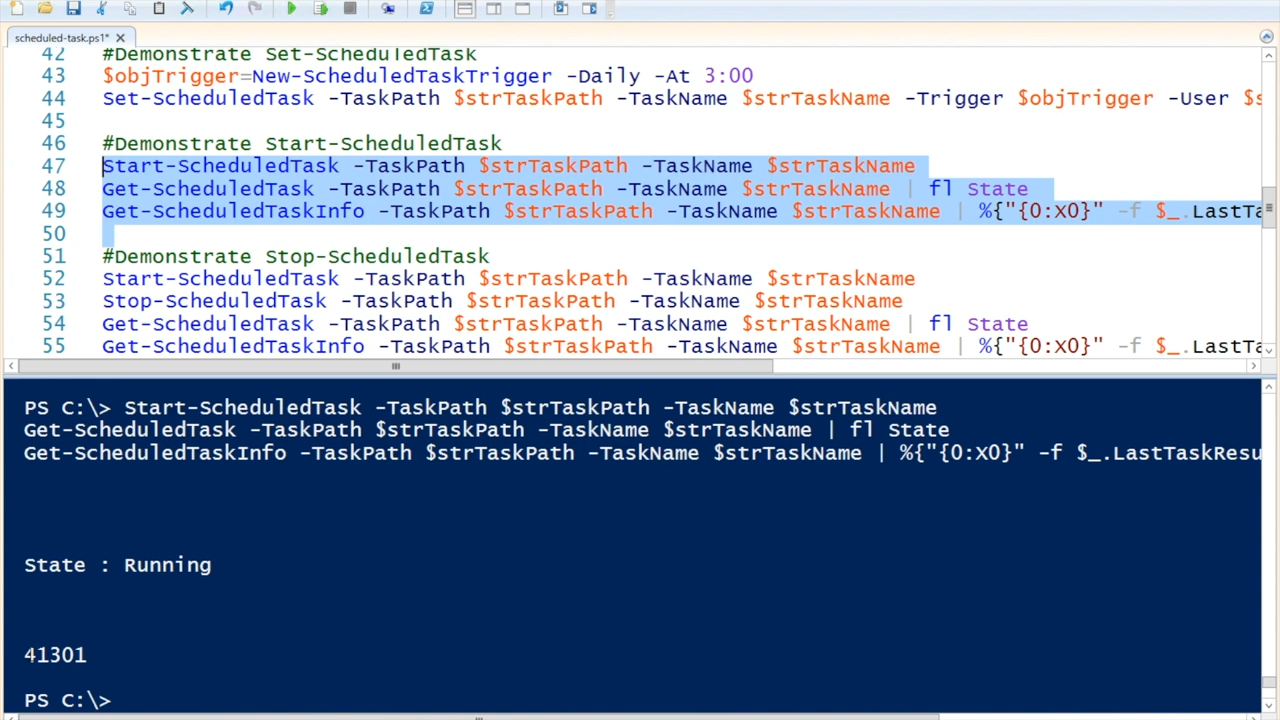 scheduled-task.ps1*
42 #Demonstrate Set-ScheduledTask
43 $objTrigger=New-ScheduledTaskTrigger -Daily -At 3:00
44 Set-ScheduledTask -TaskPath $strTaskPath -TaskName $strTaskName -Trigger $objTrigger -User $s
45
46 #Demonstrate Start-ScheduledTask
47 Start-ScheduledTask -TaskPath $strTaskPath -TaskName $strTaskName
48 Get-ScheduledTask -TaskPath $strTaskPath -TaskName $strTaskName | fl State
49 Get-ScheduledTaskInfo -TaskPath $strTaskPath -TaskName $strTaskName | %{"{0:X0}" -f $_.LastTa
50
51 #Demonstrate Stop-ScheduledTask
52 Start-ScheduledTask -TaskPath $strTaskPath -TaskName $strTaskName
53 Stop-ScheduledTask -TaskPath $strTaskPath -TaskName $strTaskName
54 Get-ScheduledTask -TaskPath $strTaskPath -TaskName $strTaskName | fl State
55 Get-ScheduledTaskInfo -TaskPath $strTaskPath -TaskName $strTaskName | %{"{0:X0}" -f $_.LastTa
PS C:\> Start-ScheduledTask -TaskPath $strTaskPath -TaskName $strTaskName
Get-ScheduledTask -TaskPath $strTaskPath -TaskName $strTaskName | fl State
Get-ScheduledTaskInfo -TaskPath $strTaskPath -TaskName $strTaskName | %{"{0:X0}" -f $_.LastTaskResu
State : Running
41301
PS C:\>